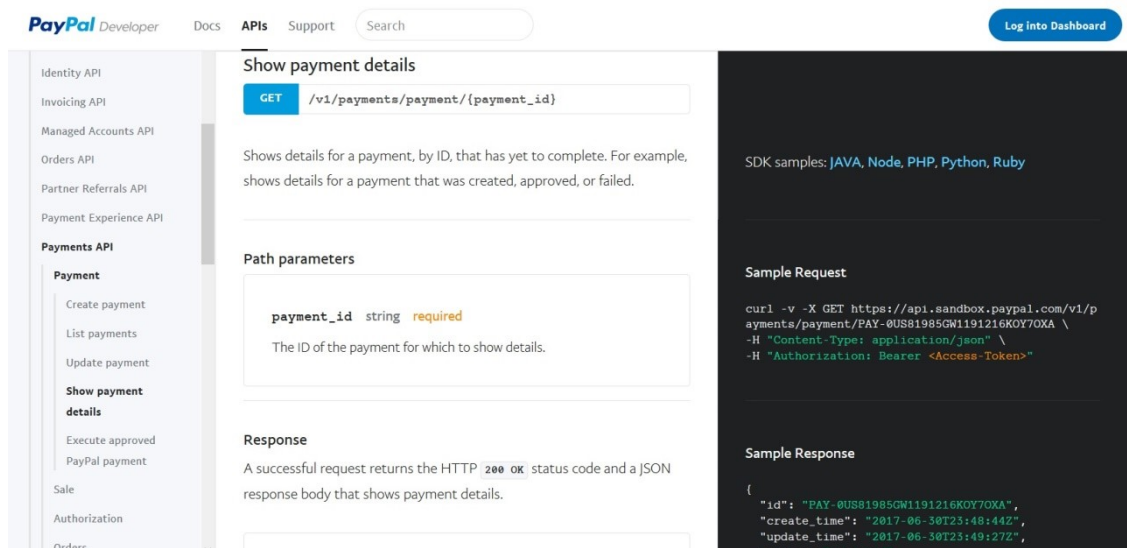 PayPal Developer
Docs
APIs
Support
Search
Log into Dashboard
Identity API
Invoicing API
Managed Accounts API
Orders API
Partner Referrals API
Payment Experience API
Payments API
Payment
Create payment
List payments
Update payment
Show payment
details
Execute approved
PayPal payment
Sale
Authorization
Orders
Show payment details
GET /v1/payments/payment/{payment_id}
Shows details for a payment, by ID, that has yet to complete. For example,
shows details for a payment that was created, approved, or failed.
Path parameters
payment_id string required
The ID of the payment for which to show details.
Response
A successful request returns the HTTP 200 OK status code and a JSON
response body that shows payment details.
SDK samples: JAVA, Node, PHP, Python, Ruby
Sample Request
curl -v -X GET https://api.sandbox.paypal.com/v1/p
ayments/payment/PAY-0US81985GW1191216KOY7OXA \
-H "Content-Type: application/json" \
-H "Authorization: Bearer <Access-Token>"
Sample Response
{
"id": "PAY-0US81985GW1191216KOY7OXA",
"create_time": "2017-06-30T23:48:44Z",
"update_time": "2017-06-30T23:49:27Z",